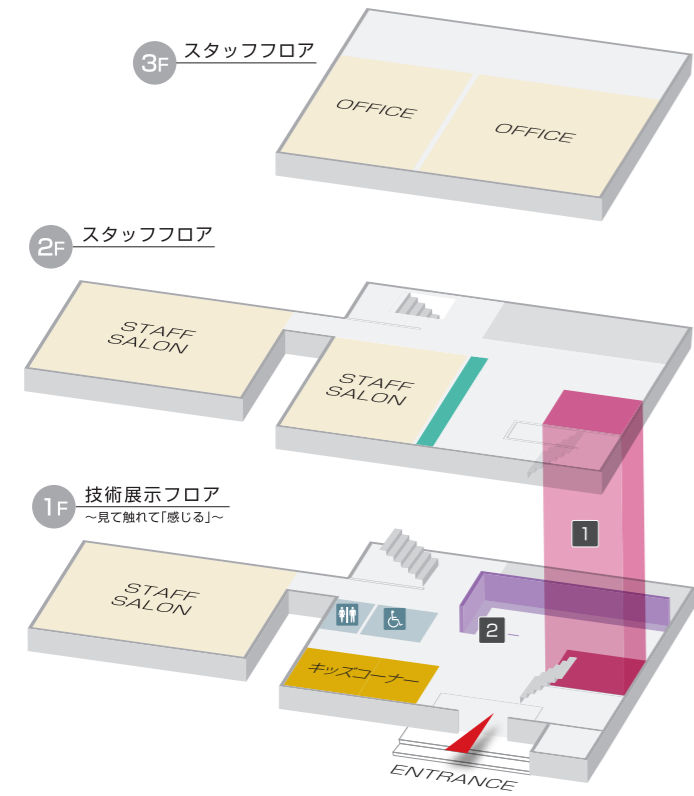 3F スタッフフロア
OFFICE
OFFICE
2F スタッフフロア
STAFF
SALON
STAFF
SALON
1F 技術展示フロア
～見て触れて「感じる」～
1
STAFF
SALON
2
キッズコーナー
ENTRANCE